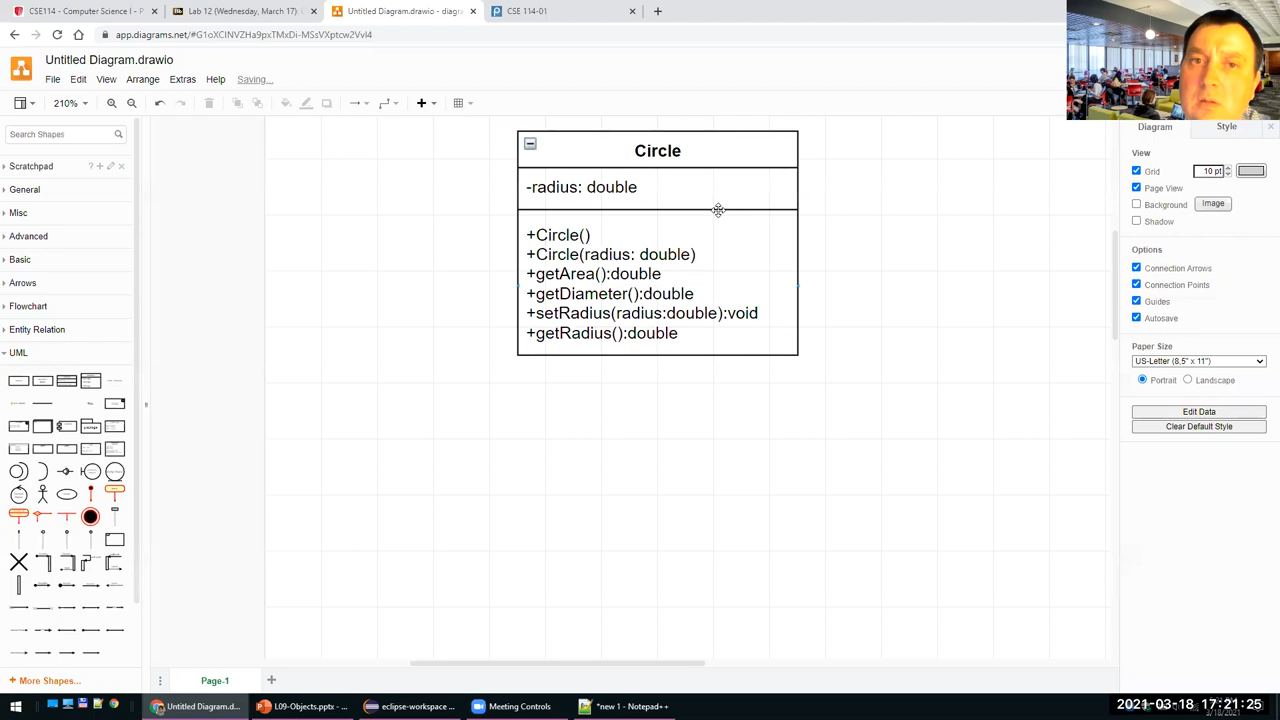 CSE114 - Computer Science I -
Lab 12 (Wednesday, March 17):
Untitled Diagram.drawio -
CSE 114-01
app.diagrams.net/#G1oXCINVZHa9pxTMxDi-MSsVXptcw2Vvl4
Untitled Diagram.drawio
File Edit View Arrange Extras Help Saving...
210%
Search Shapes
Scratchpad
General
Misc
Advanced
Basic
Arrows
Flowchart
Entity Relation
UML
+ More Shapes...
Circle
-radius: double
+Circle()
+Circle(radius: double)
+getArea():double
+getDiameter():double
+setRadius(radius:double):void
+getRadius():double
Diagram Style
View
Grid 10 pt
Page View
Background Image
Shadow
Options
Connection Arrows
Connection Points
Guides
Autosave
Paper Size
US-Letter (8,5" x 11")
Portrait Landscape
Edit Data
Clear Default Style
Page-1
Untitled Diagram.d...
L09-Objects.pptx - ...
eclipse-workspace ...
Meeting Controls
*new 1 - Notepad++
2021-03-18 17:21:25
3/18/2021